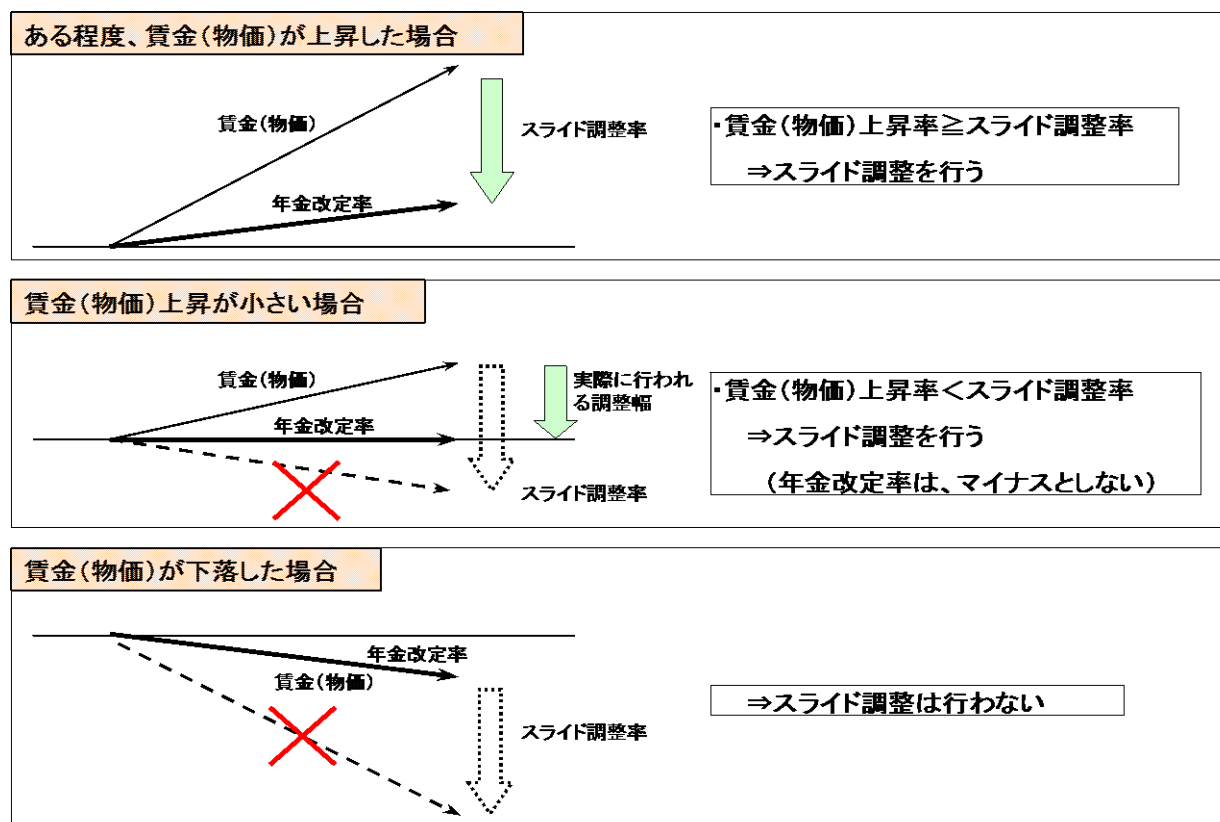 ある程度、賃金(物価)が上昇した場合
賃金(物価)
スライド調整率
年金改定率
・賃金(物価)上昇率≧スライド調整率
⇒スライド調整を行う
賃金(物価)上昇が小さい場合
賃金(物価)
実際に行われ
る調整幅
年金改定率
スライド調整率
・賃金(物価)上昇率<スライド調整率
⇒スライド調整を行う
(年金改定率は、マイナスとしない)
賃金(物価)が下落した場合
年金改定率
賃金(物価)
スライド調整率
⇒スライド調整は行わない